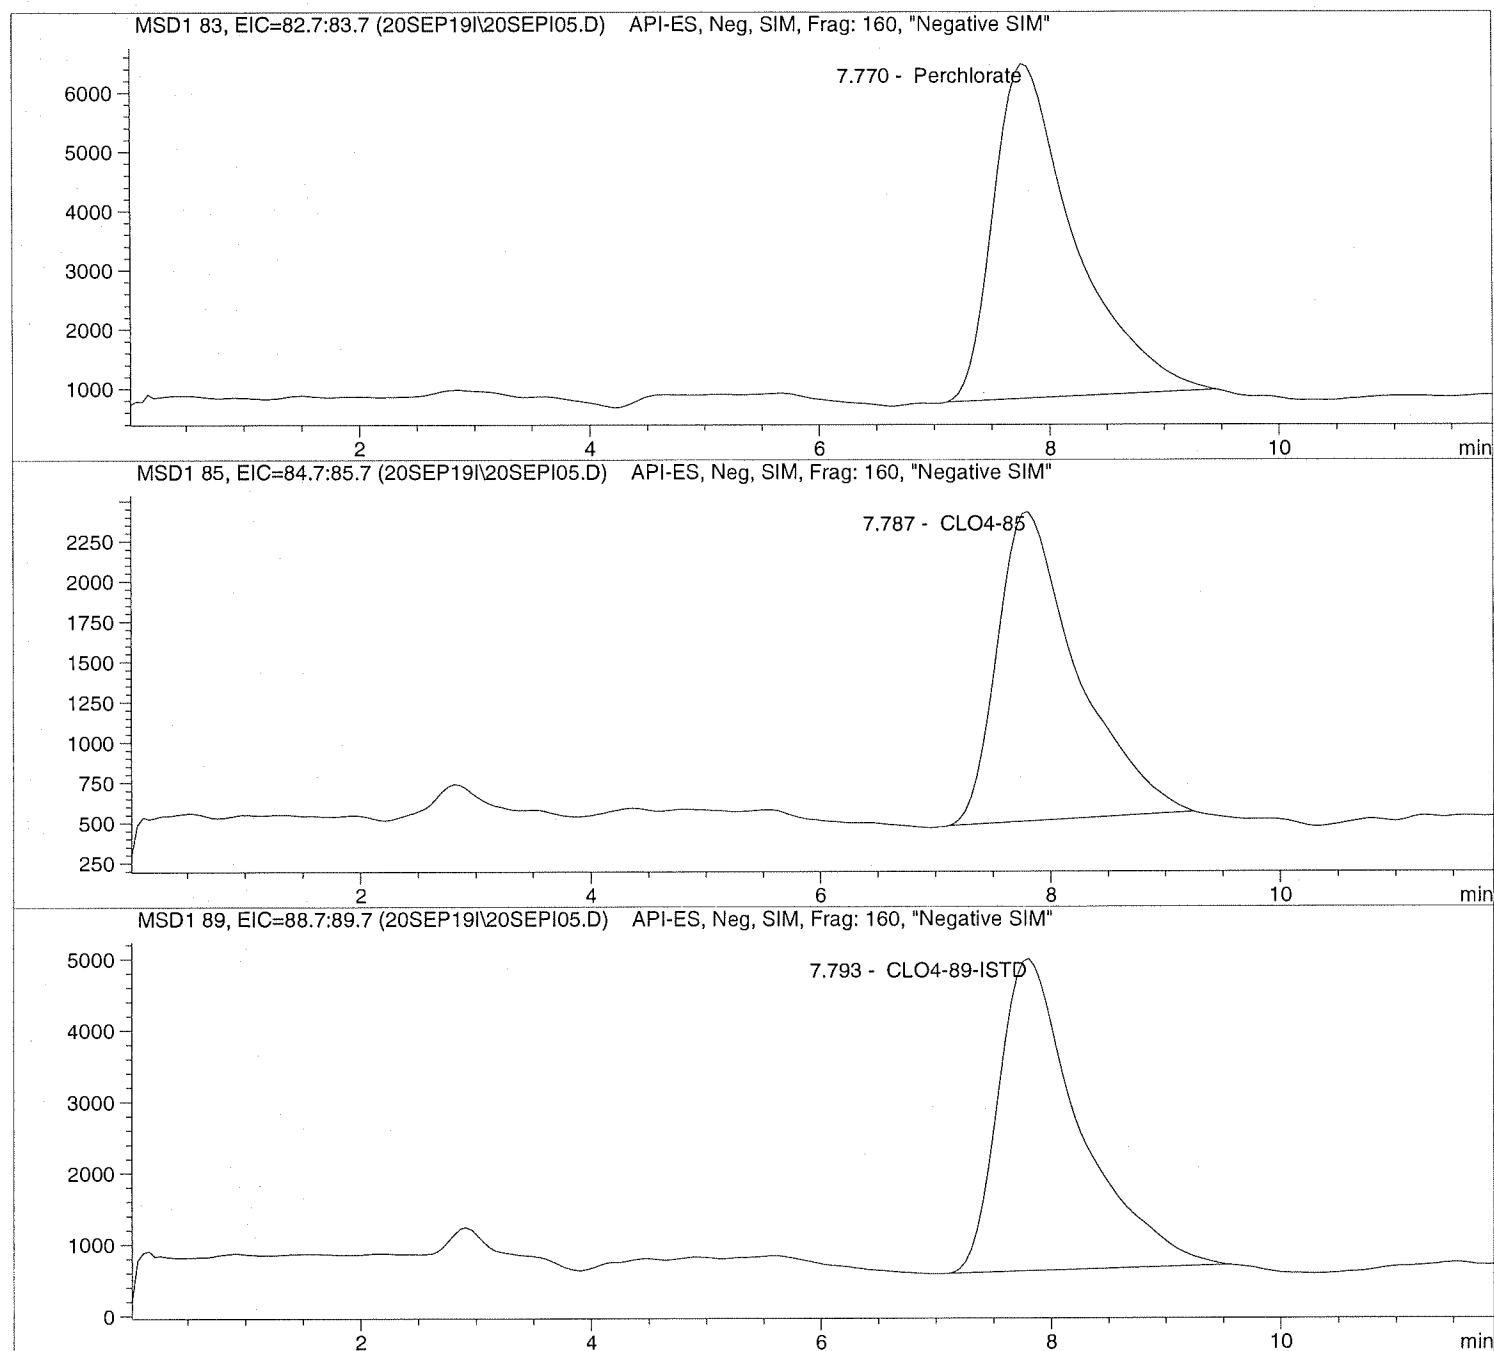 MSD1 83, EIC=82.7:83.7 (20SEP19I\20SEPI05.D) API-ES, Neg, SIM, Frag: 160, "Negative SIM"
7.770 - Perchlorate
6000
5000
4000
3000
2000
1000
2 4 6 8 10 min
MSD1 85, EIC=84.7:85.7 (20SEP19I\20SEPI05.D) API-ES, Neg, SIM, Frag: 160, "Negative SIM"
7.787 - CLO4-85
2250
2000
1750
1500
1250
1000
750
500
250
2 4 6 8 10 min
MSD1 89, EIC=88.7:89.7 (20SEP19I\20SEPI05.D) API-ES, Neg, SIM, Frag: 160, "Negative SIM"
5000
7.793 - CLO4-89-ISTD
4000
3000
2000
1000
0
2 4 6 8 10 min